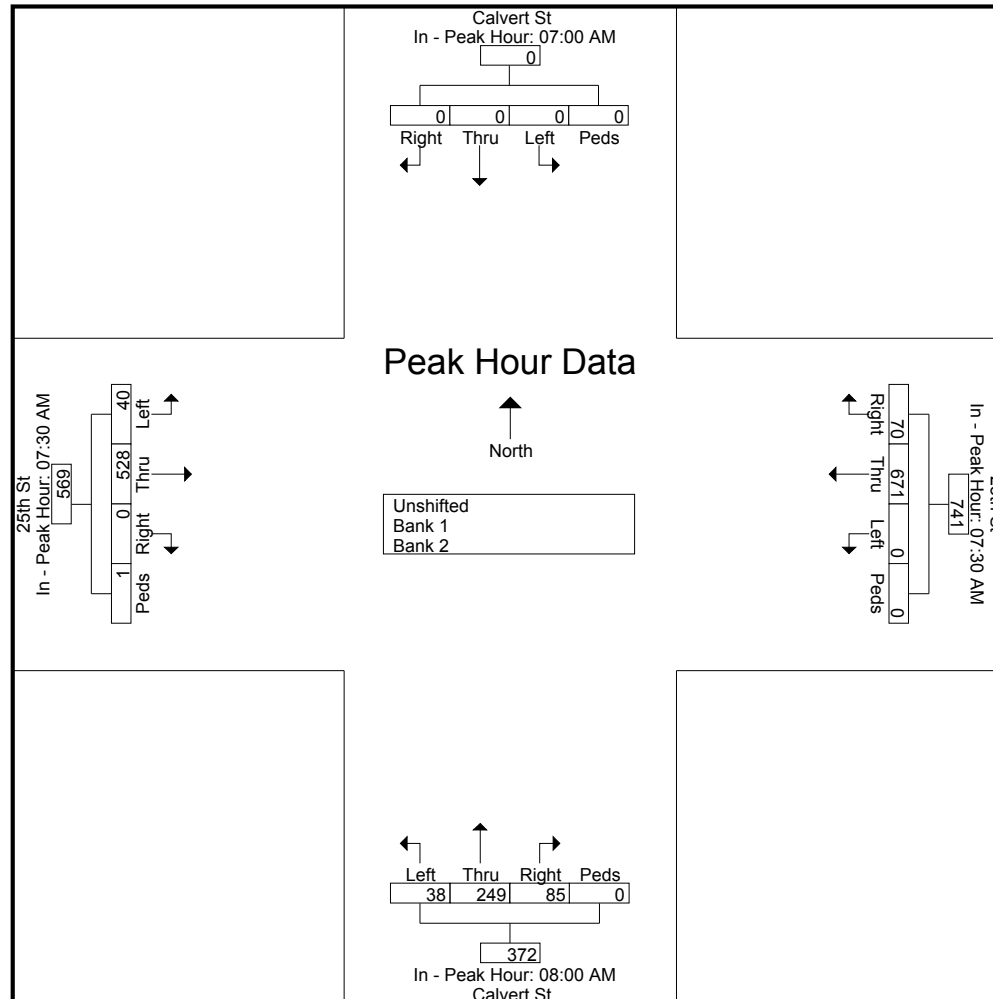 Calvert St
In - Peak Hour: 07:00 AM
0
0 0 0 0
Right Thru Left Peds
Peak Hour Data
North
Unshifted
Bank 1
Bank 2
25th St
In - Peak Hour: 07:30 AM
569
40 528 0 1
Left Thru Right Peds
In - Peak Hour: 07:30 AM
741
70 671 0 0
Right Thru Left Peds
Left Thru Right Peds
38 249 85 0
372
In - Peak Hour: 08:00 AM
Calvert St